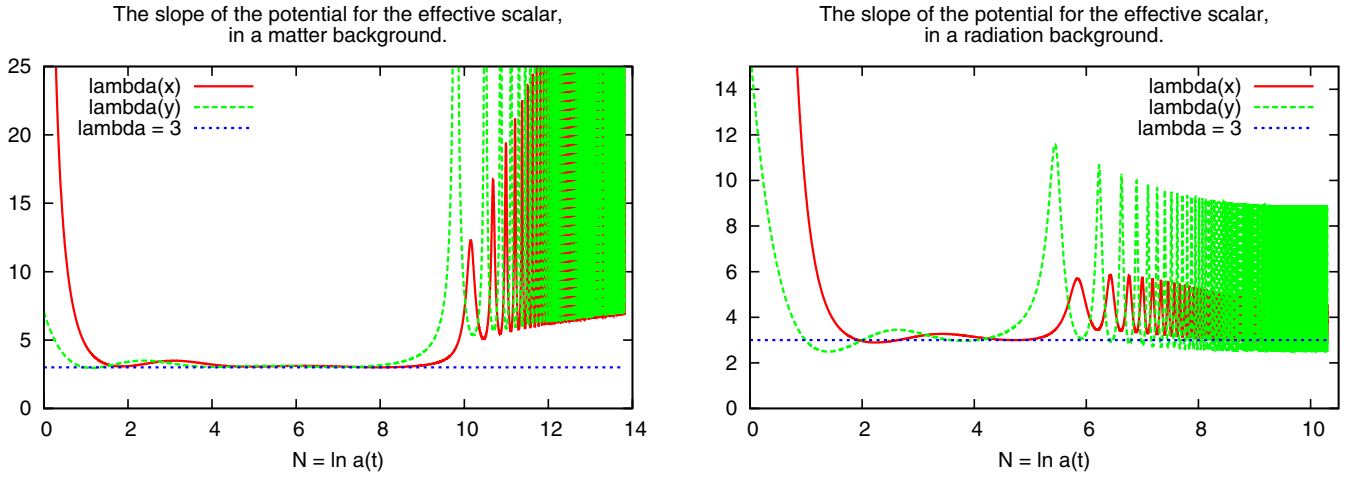 The slope of the potential for the effective scalar,
in a matter background.
25
20
15
10
5
0
lambda(x)
lambda(y)
lambda = 3
0 2 4 6 8 10 12 14
N = ln a(t)
The slope of the potential for the effective scalar,
in a radiation background.
14
12
10
8
6
4
2
0
lambda(x)
lambda(y)
lambda = 3
0 2 4 6 8 10
N = ln a(t)